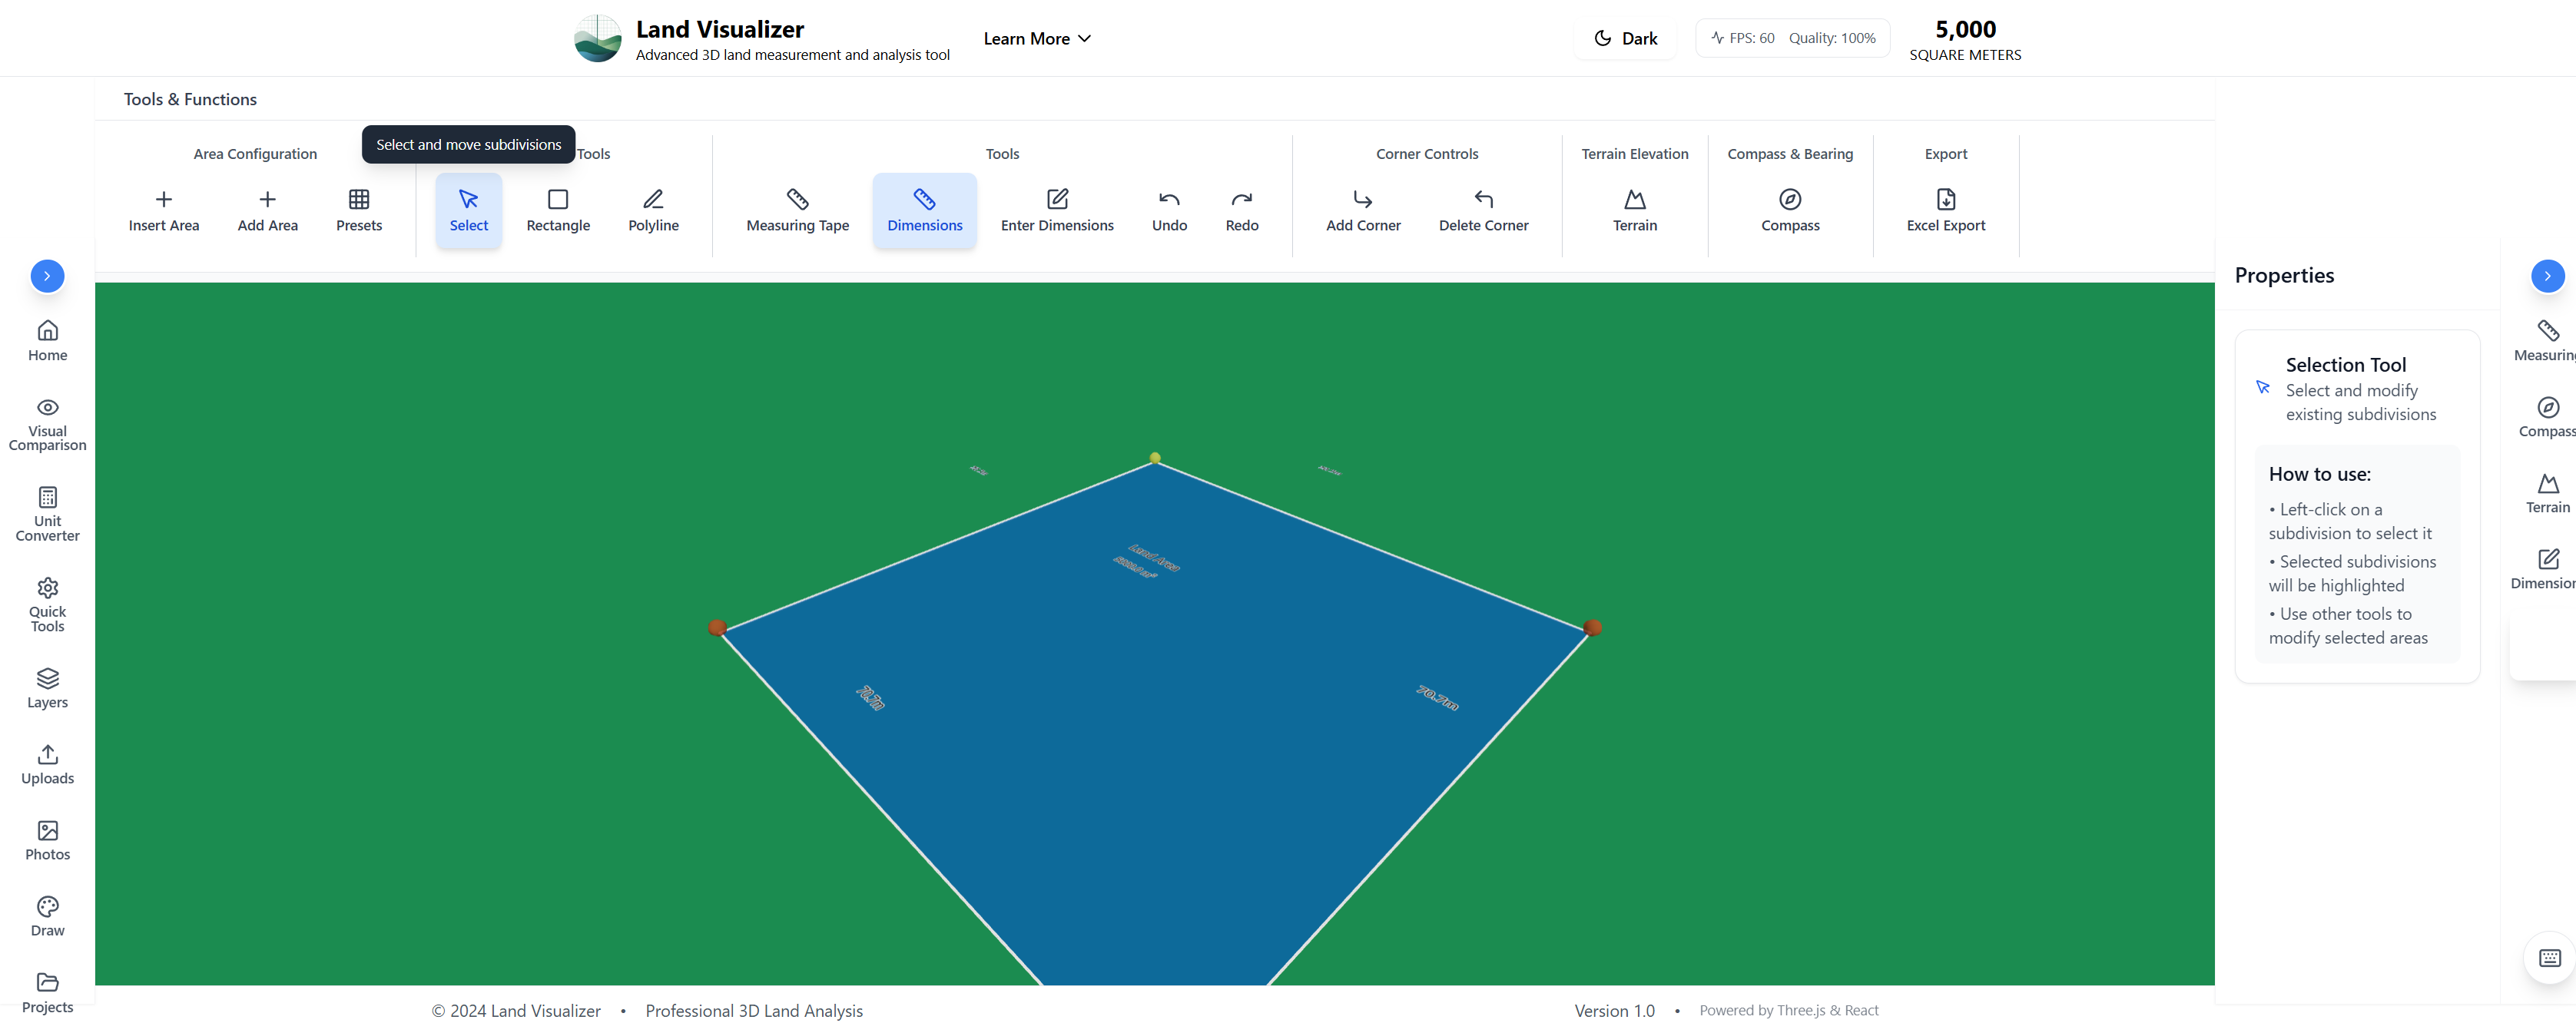 Land Visualizer
Advanced 3D land measurement and analysis tool
Learn More
Dark
FPS: 60 Quality: 100%
5,000
SQUARE METERS
Tools & Functions
Select and move subdivisions
Area Configuration
Tools
Tools
Corner Controls
Terrain Elevation
Compass & Bearing
Export
Insert Area
Add Area
Presets
Select
Rectangle
Polyline
Measuring Tape
Dimensions
Enter Dimensions
Undo
Redo
Add Corner
Delete Corner
Terrain
Compass
Excel Export
Home
Visual
Comparison
Unit
Converter
Quick
Tools
Layers
Uploads
Photos
Draw
Projects
Land Area
70.7m
70.7m
Properties
Selection Tool
Select and modify
existing subdivisions
How to use:
• Left-click on a
subdivision to select it
• Selected subdivisions
will be highlighted
• Use other tools to
modify selected areas
Measuring
Compass
Terrain
Dimension
© 2024 Land Visualizer • Professional 3D Land Analysis
Version 1.0 • Powered by Three.js & React